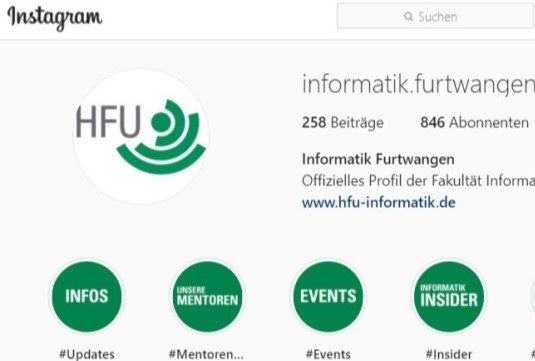 Instagram
Suchen
HFU
informatik.furtwangen
258 Beiträge 846 Abonnenten
Informatik Furtwangen
Offizielles Profil der Fakultät Informa
www.hfu-informatik.de
INFOS
UNSERE
MENTOREN
EVENTS
INFORMATIK
INSIDER
#Updates #Mentoren... #Events #Insider #